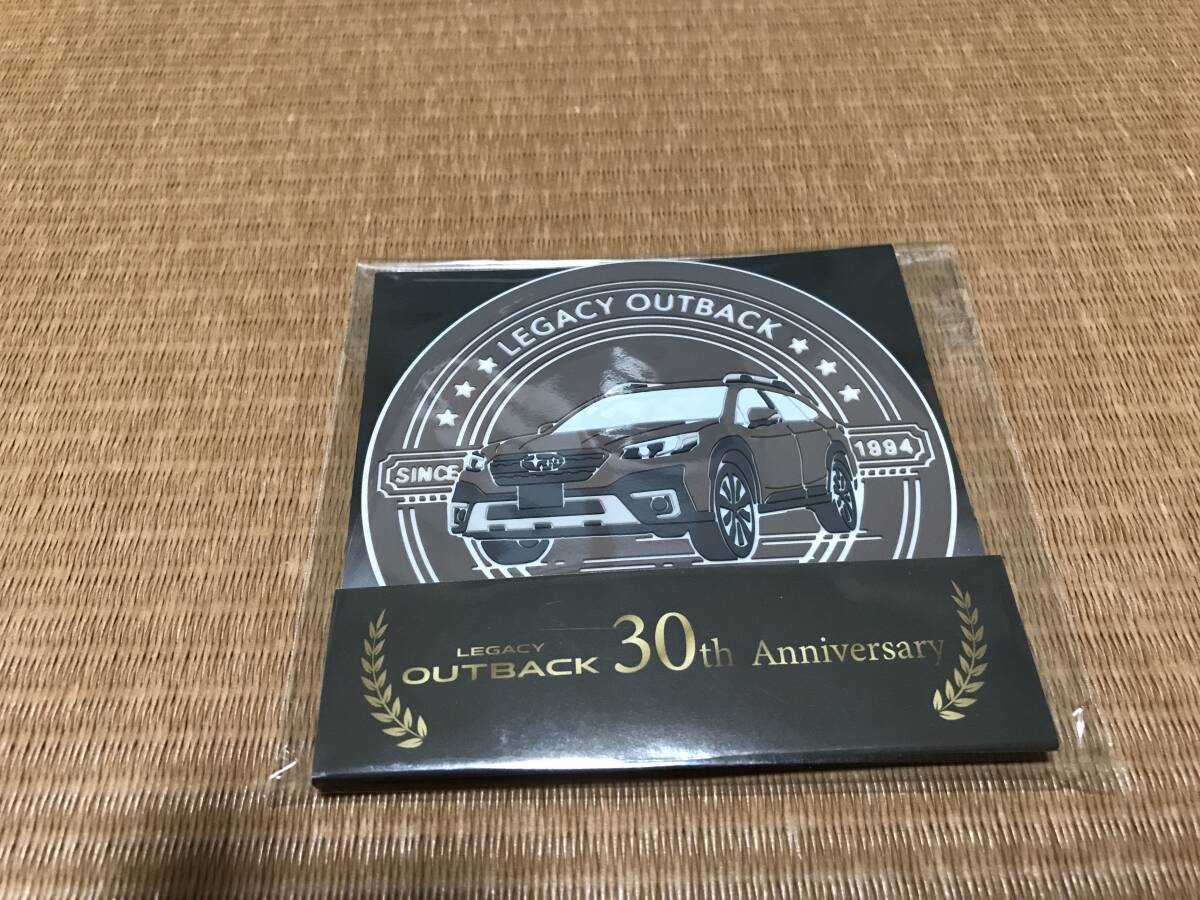 LEGACY OUTBACK
SINCE 1994
LEGACY
OUTBACK 30th Anniversary